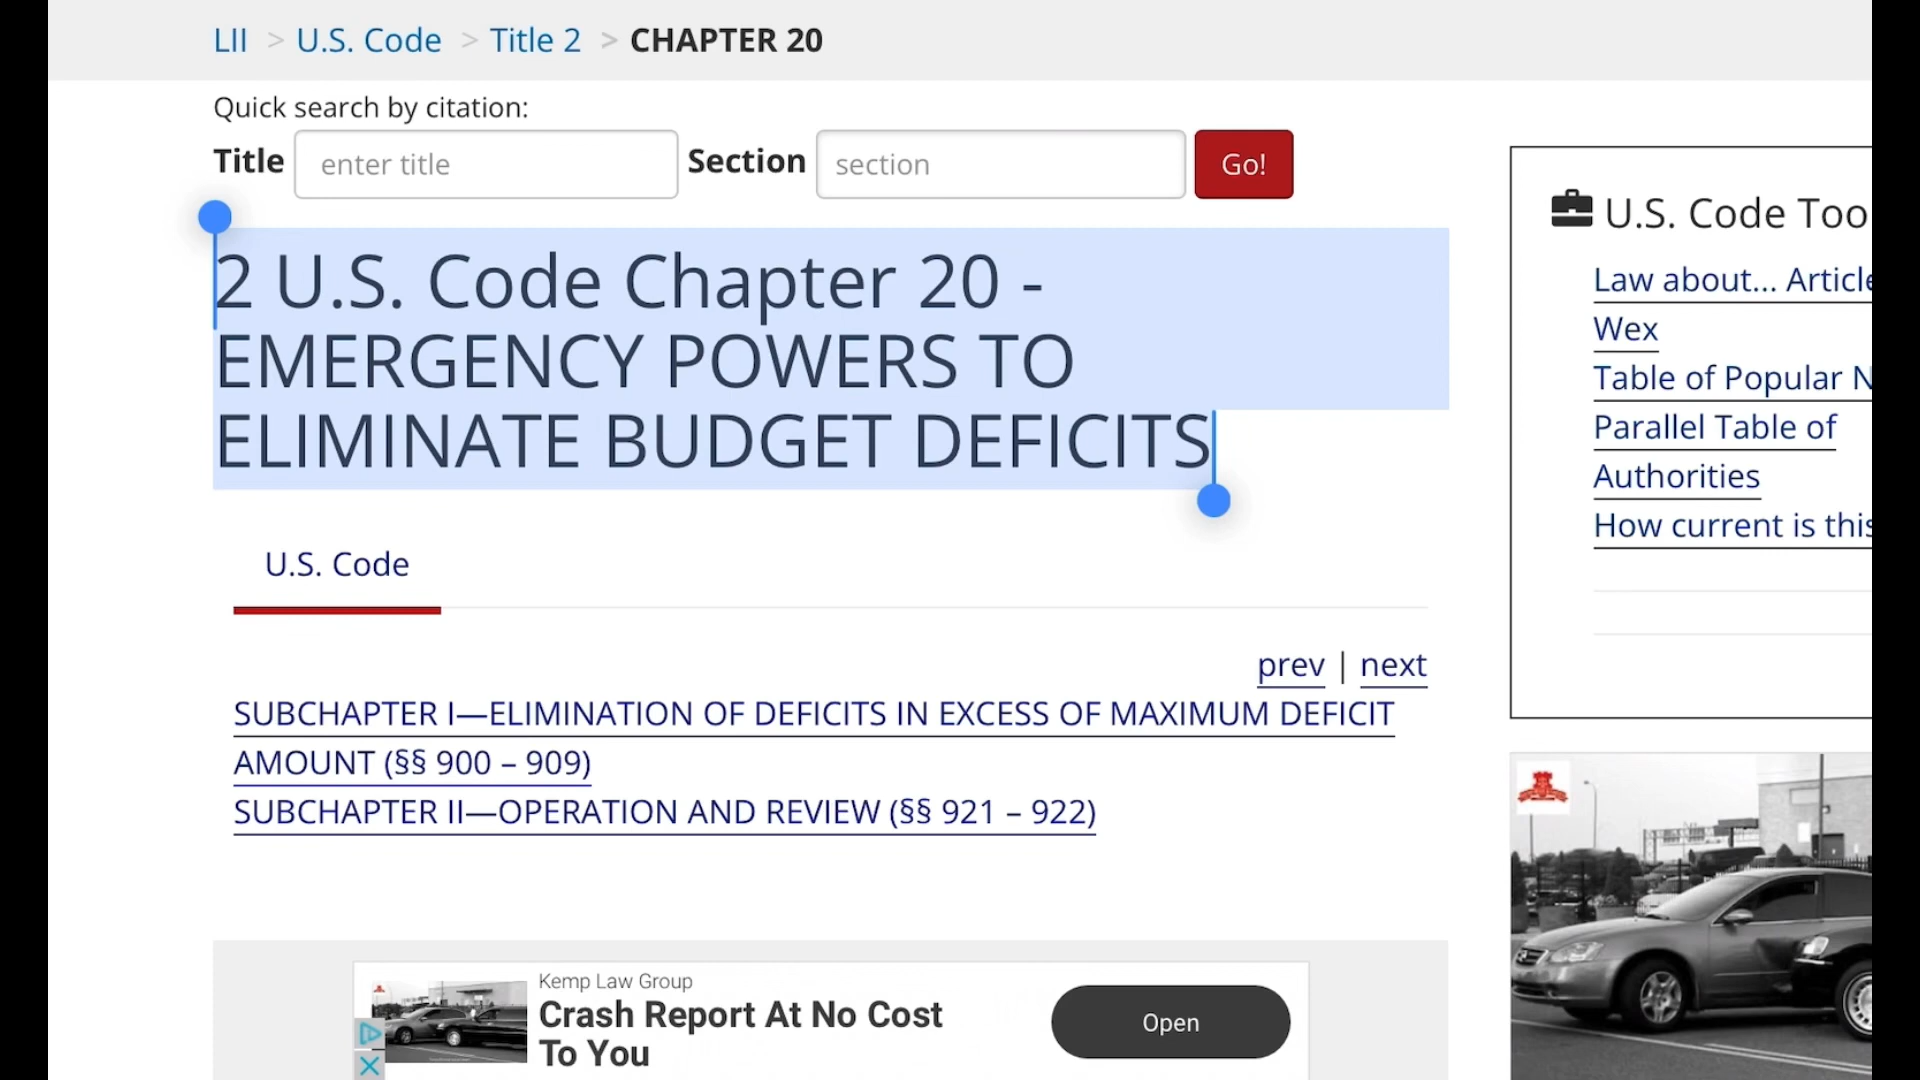 LII > U.S. Code > Title 2 > CHAPTER 20
Quick search by citation:
Title enter title Section section Go!
2 U.S. Code Chapter 20 -
EMERGENCY POWERS TO
ELIMINATE BUDGET DEFICITS
U.S. Code
prev | next
SUBCHAPTER I—ELIMINATION OF DEFICITS IN EXCESS OF MAXIMUM DEFICIT
AMOUNT (§§ 900 – 909)
SUBCHAPTER II—OPERATION AND REVIEW (§§ 921 – 922)
U.S. Code Too
Law about... Article
Wex
Table of Popular N
Parallel Table of
Authorities
How current is this
Kemp Law Group
Crash Report At No Cost
To You
Open